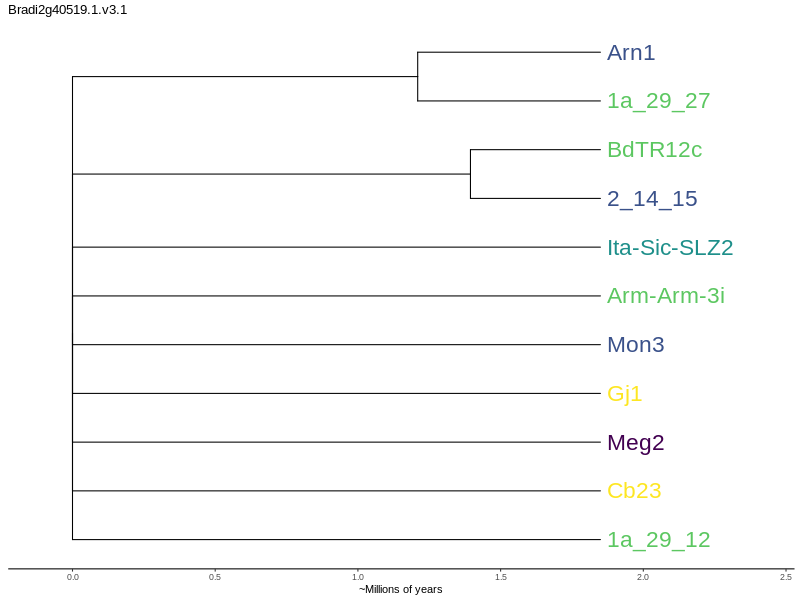 Bradi2g40519.1.v3.1
Arn1
1a_29_27
BdTR12c
2_14_15
Ita-Sic-SLZ2
Arm-Arm-3i
Mon3
Gj1
Meg2
Cb23
1a_29_12
0.0 0.5 1.0 1.5 2.0 2.5
~Millions of years